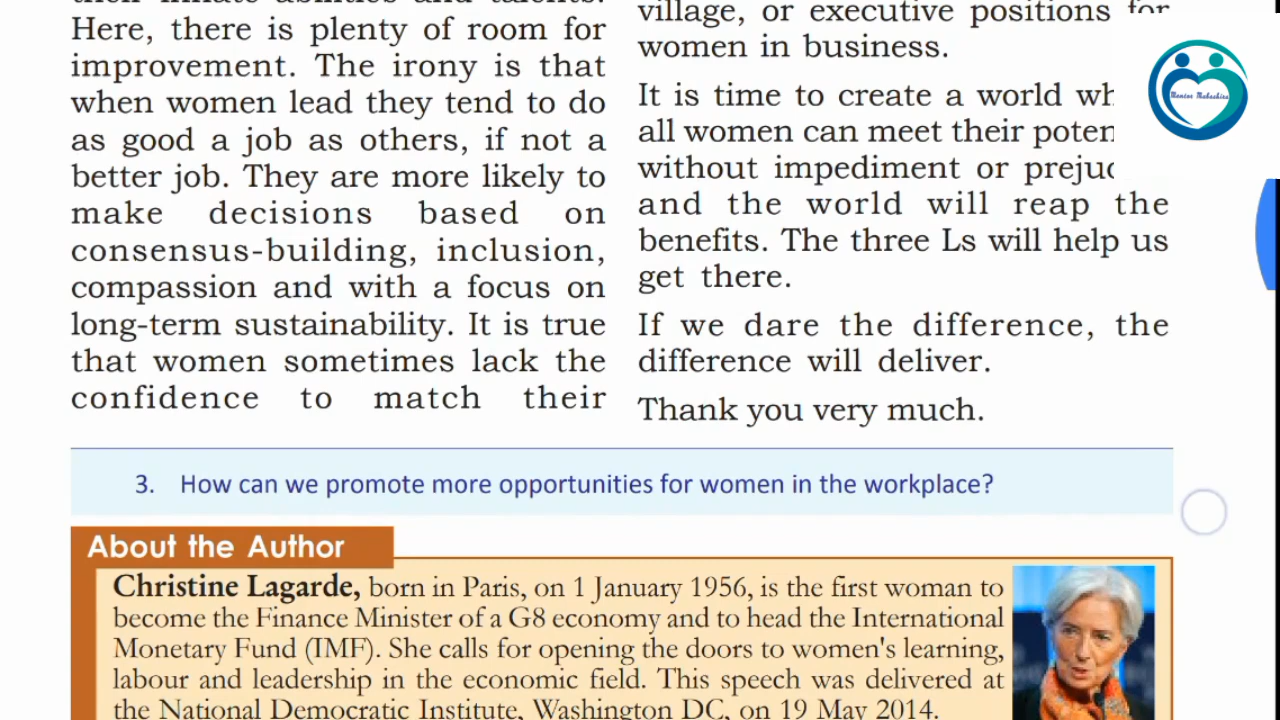 their innate abilities and talents.
Here, there is plenty of room for
improvement. The irony is that
when women lead they tend to do
as good a job as others, if not a
better job. They are more likely to
make decisions based on
consensus-building, inclusion,
compassion and with a focus on
long-term sustainability. It is true
that women sometimes lack the
confidence to match their
village, or executive positions for
women in business.
It is time to create a world wh
all women can meet their poten
without impediment or prejuc
and the world will reap the
benefits. The three Ls will help us
get there.
If we dare the difference, the
difference will deliver.
Thank you very much.
3. How can we promote more opportunities for women in the workplace?
About the Author
Christine Lagarde, born in Paris, on 1 January 1956, is the first woman to
become the Finance Minister of a G8 economy and to head the International
Monetary Fund (IMF). She calls for opening the doors to women's learning,
labour and leadership in the economic field. This speech was delivered at
the National Democratic Institute, Washington DC, on 19 May 2014.